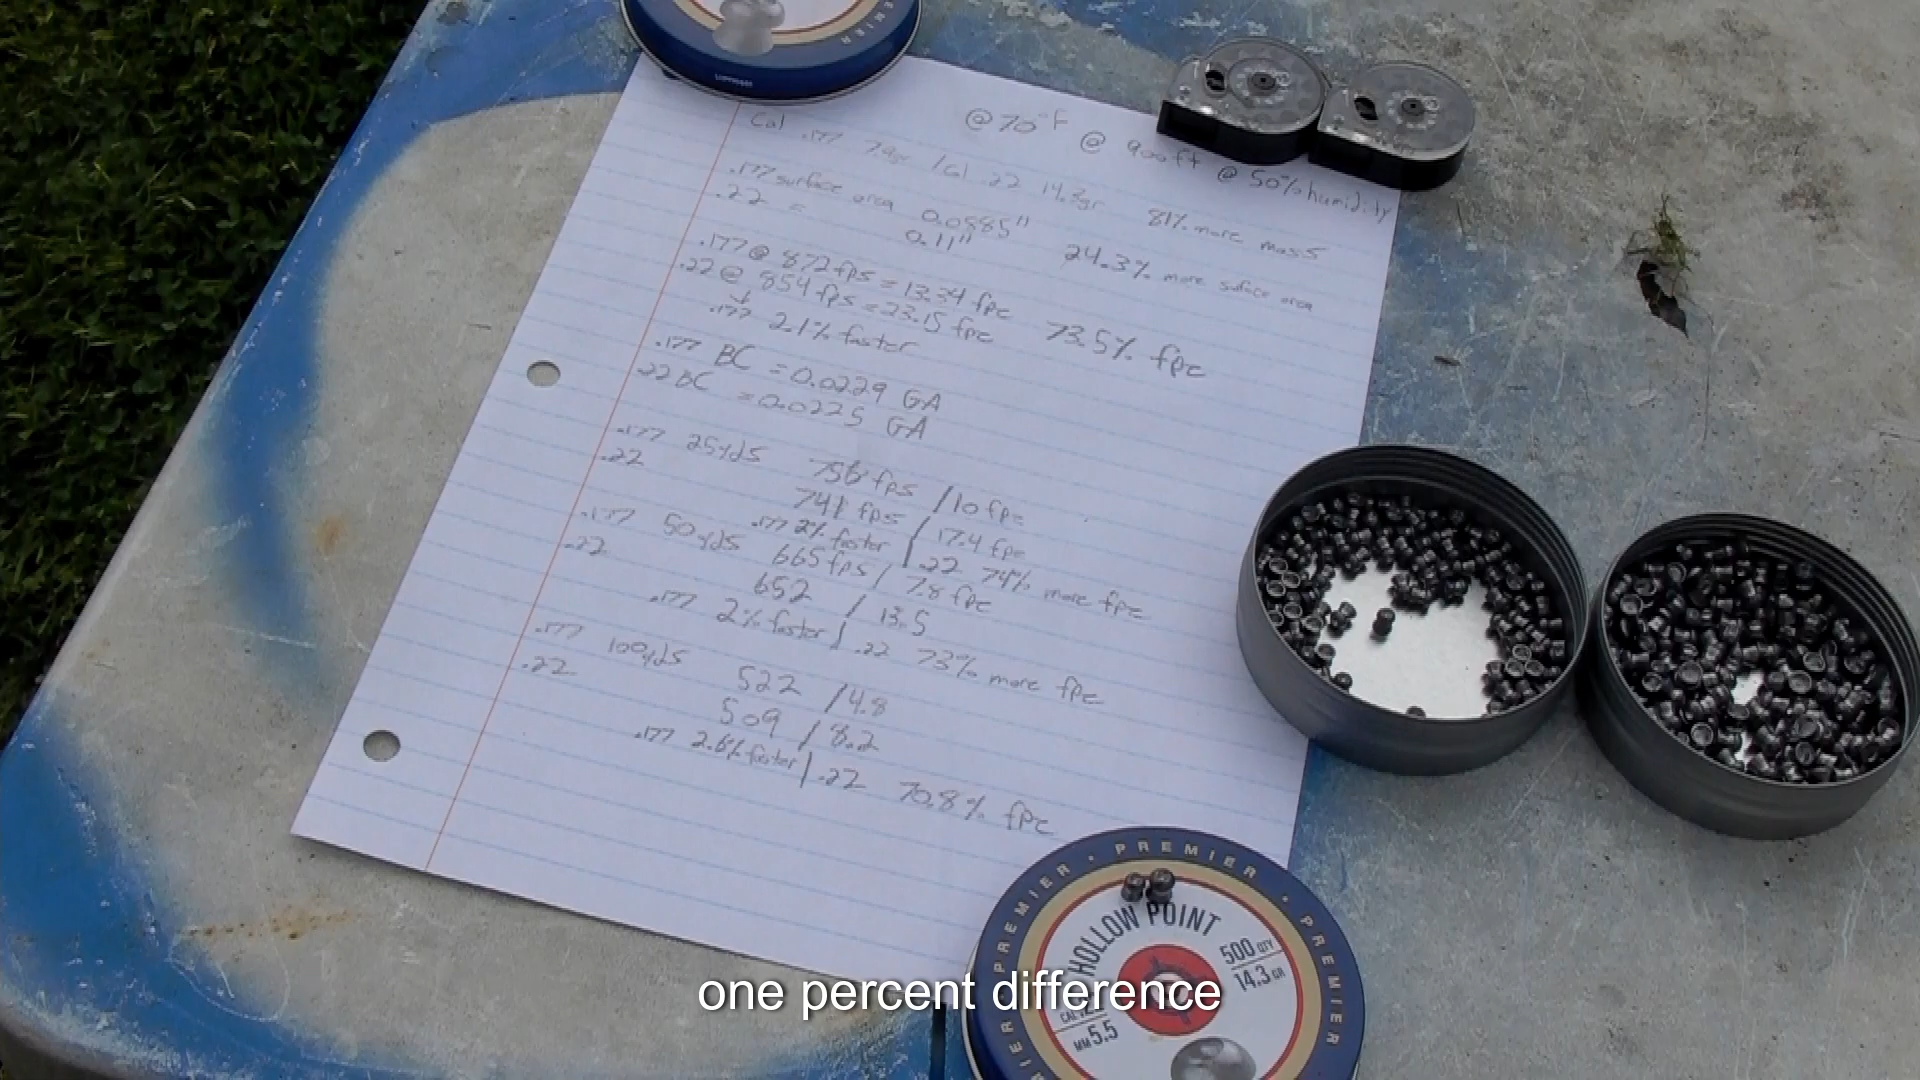 PREMIER
@ 70°F @ 900ft @ 50% humidity
Cal .177 7.9gr / Cal 22 14.3gr 81% more mass
.177 surface area 0.0885"
.22 = 0.11" 24.3% more suface area
.177 @ 872 fps = 13.34 fpe
.22 @ 854 fps = 23.15 fpe 73.5% fpe
.177 2.1% faster
.177 BC = 0.0229 GA
.22 BC = 0.0225 GA
.177 25yds 756 fps / 10 fpe
.22 741 fps / 17.4 fpe
.177 2% faster / .22 74% more fpe
.177 50yds 665 fps / 7.8 fpe
.22 652 / 13.5
.177 2% faster / .22 73% more fpe
.177 100yds 522 / 4.8
.22 509 / 8.2
.177 2.6% faster / .22 70.8% fpe
PREMIER • PREMIER • PREMIER
HOLLOW POINT
500 QTY
14.3 GR
CAL
MM 5.5
one percent difference